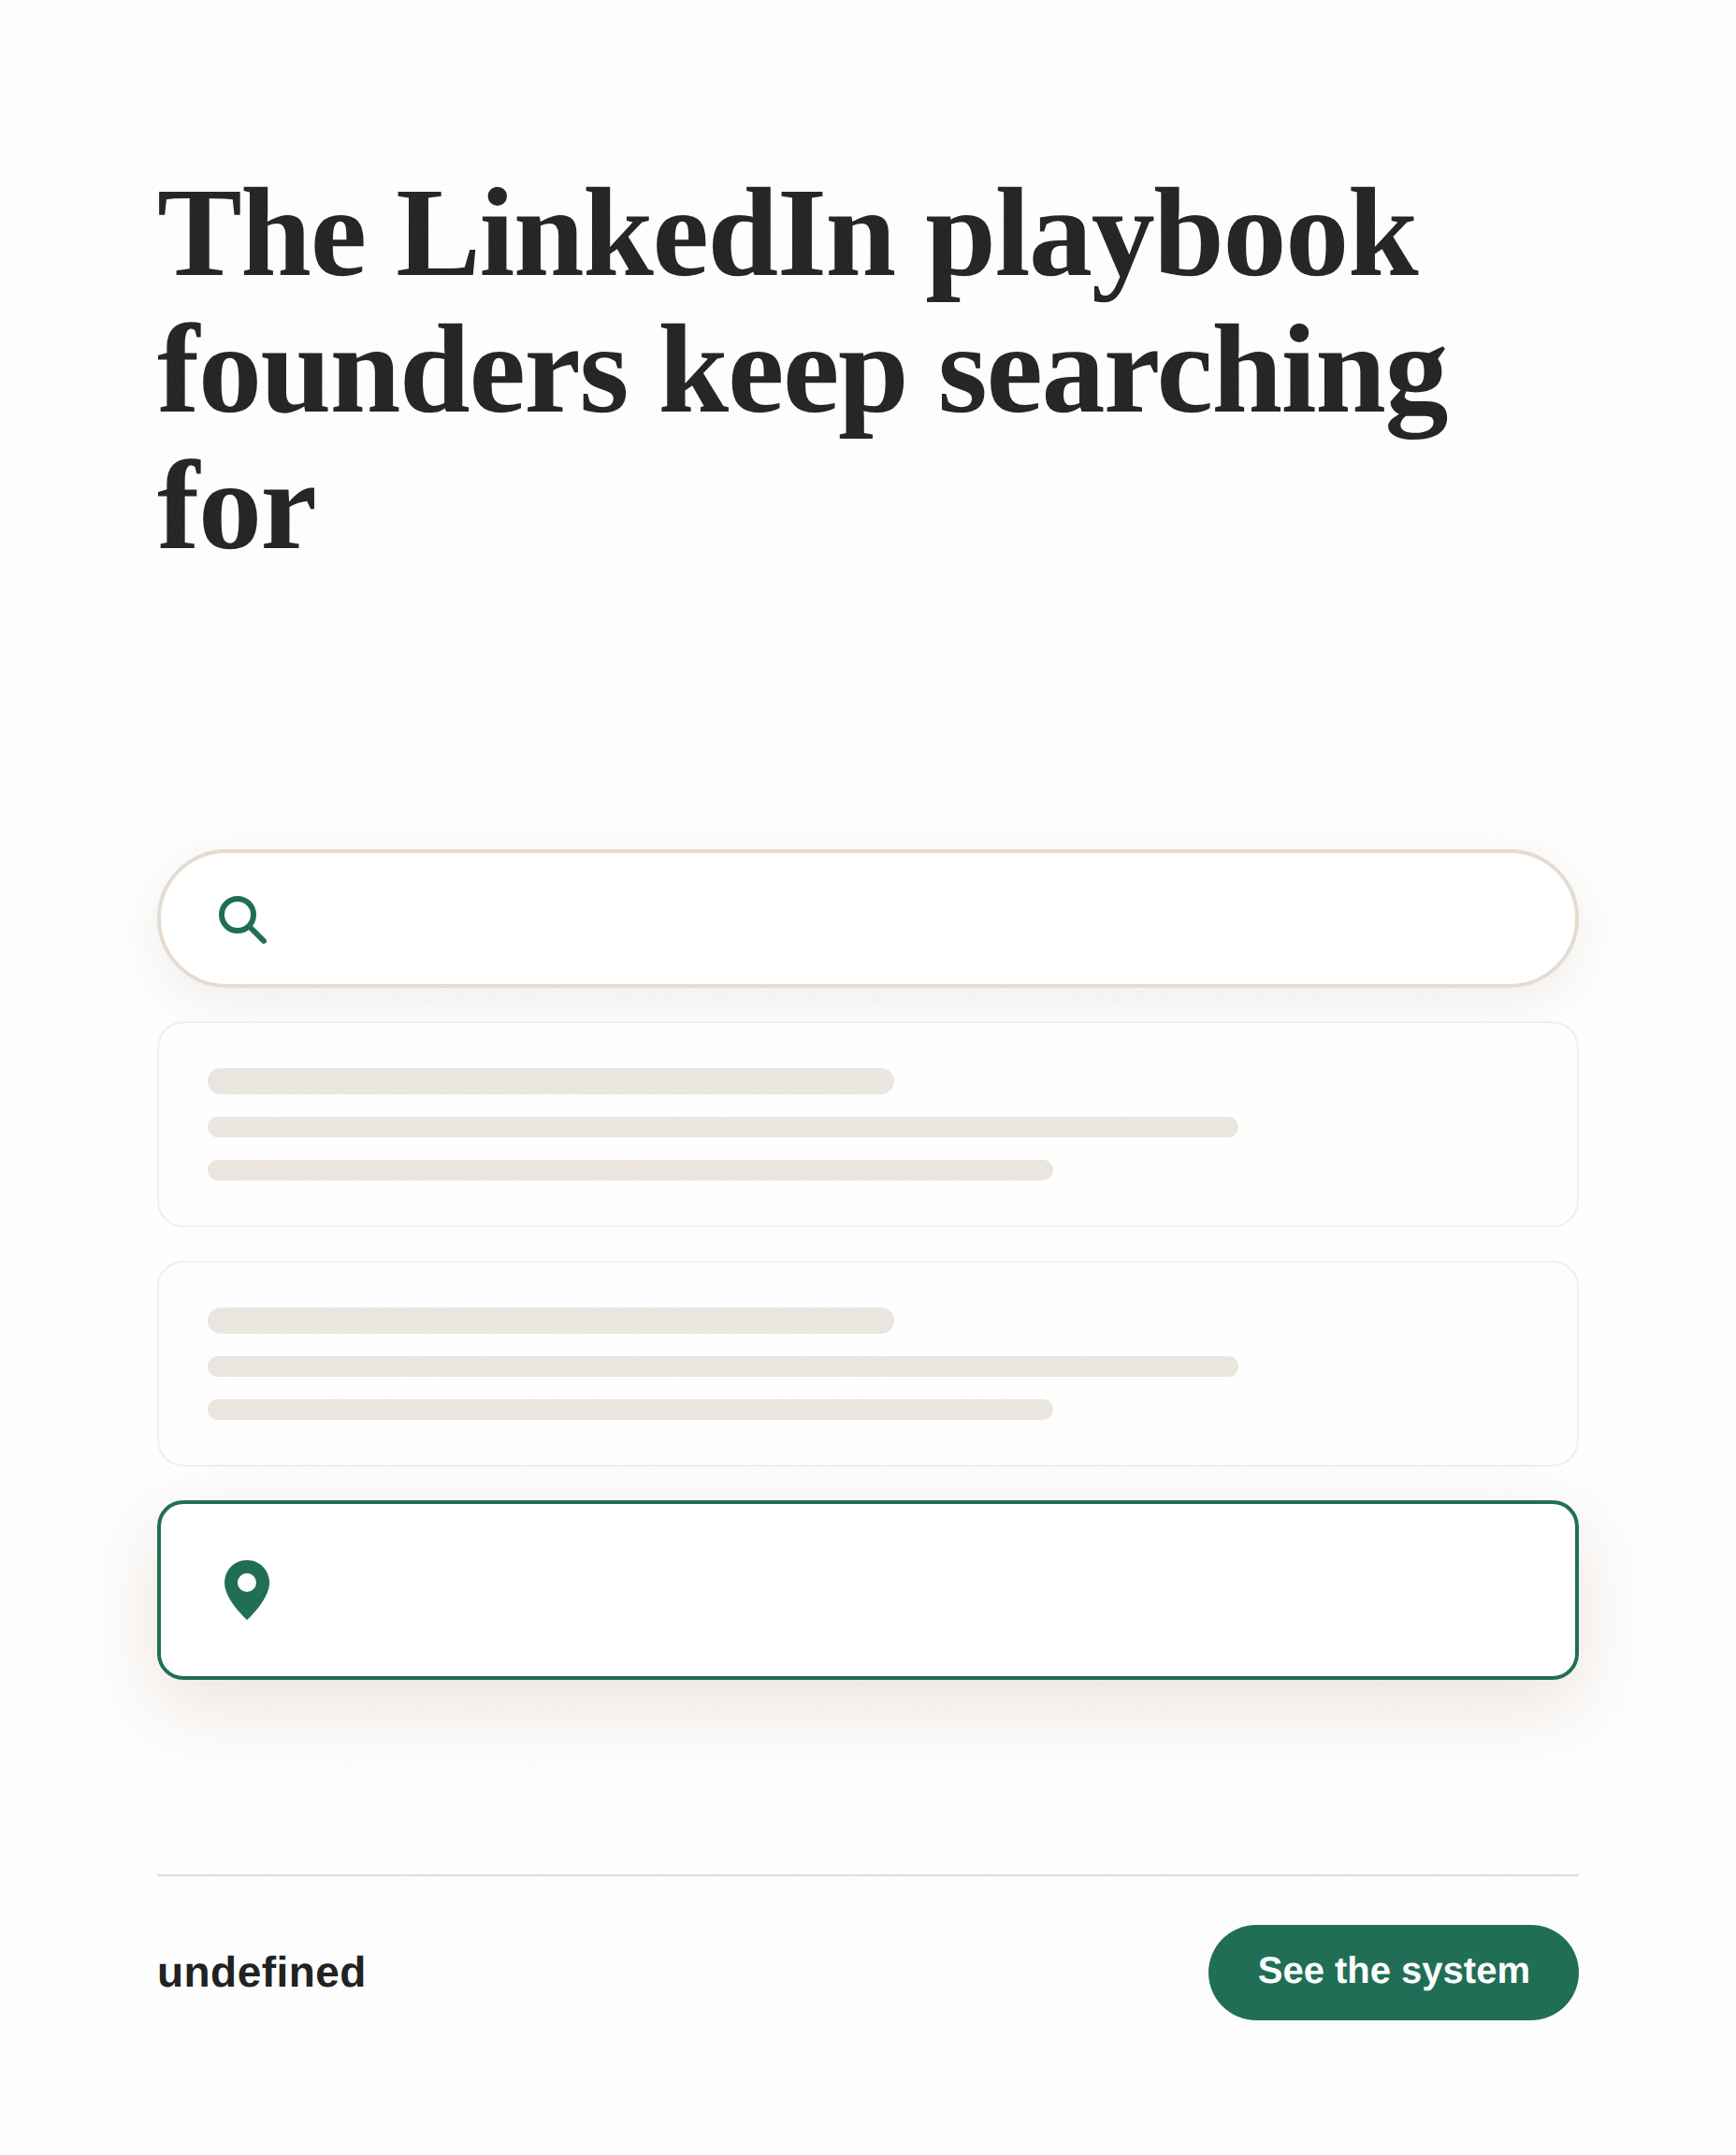 The LinkedIn playbook
founders keep searching
for
undefined
See the system